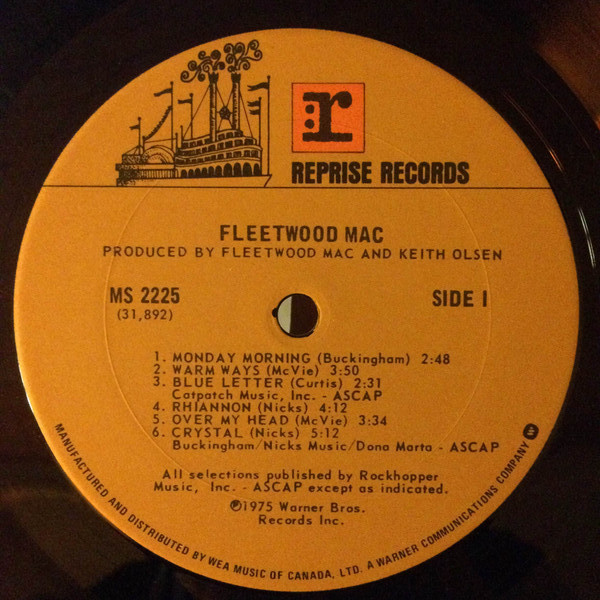 r
REPRISE RECORDS
FLEETWOOD MAC
PRODUCED BY FLEETWOOD MAC AND KEITH OLSEN
MS 2225
(31,892)
SIDE I
1. MONDAY MORNING (Buckingham) 2:48
2. WARM WAYS (McVie) 3:50
3. BLUE LETTER (Curtis) 2:31
Catpatch Music, Inc. - ASCAP
4. RHIANNON (Nicks) 4:12
5. OVER MY HEAD (McVie) 3:34
6. CRYSTAL (Nicks) 5:12
Buckingham/Nicks Music/Dona Marta - ASCAP
All selections published by Rockhopper
Music, Inc. - ASCAP except as indicated.
℗1975 Warner Bros.
Records Inc.
MANUFACTURED AND DISTRIBUTED BY WEA MUSIC OF CANADA, LTD. A WARNER COMMUNICATIONS COMPANY